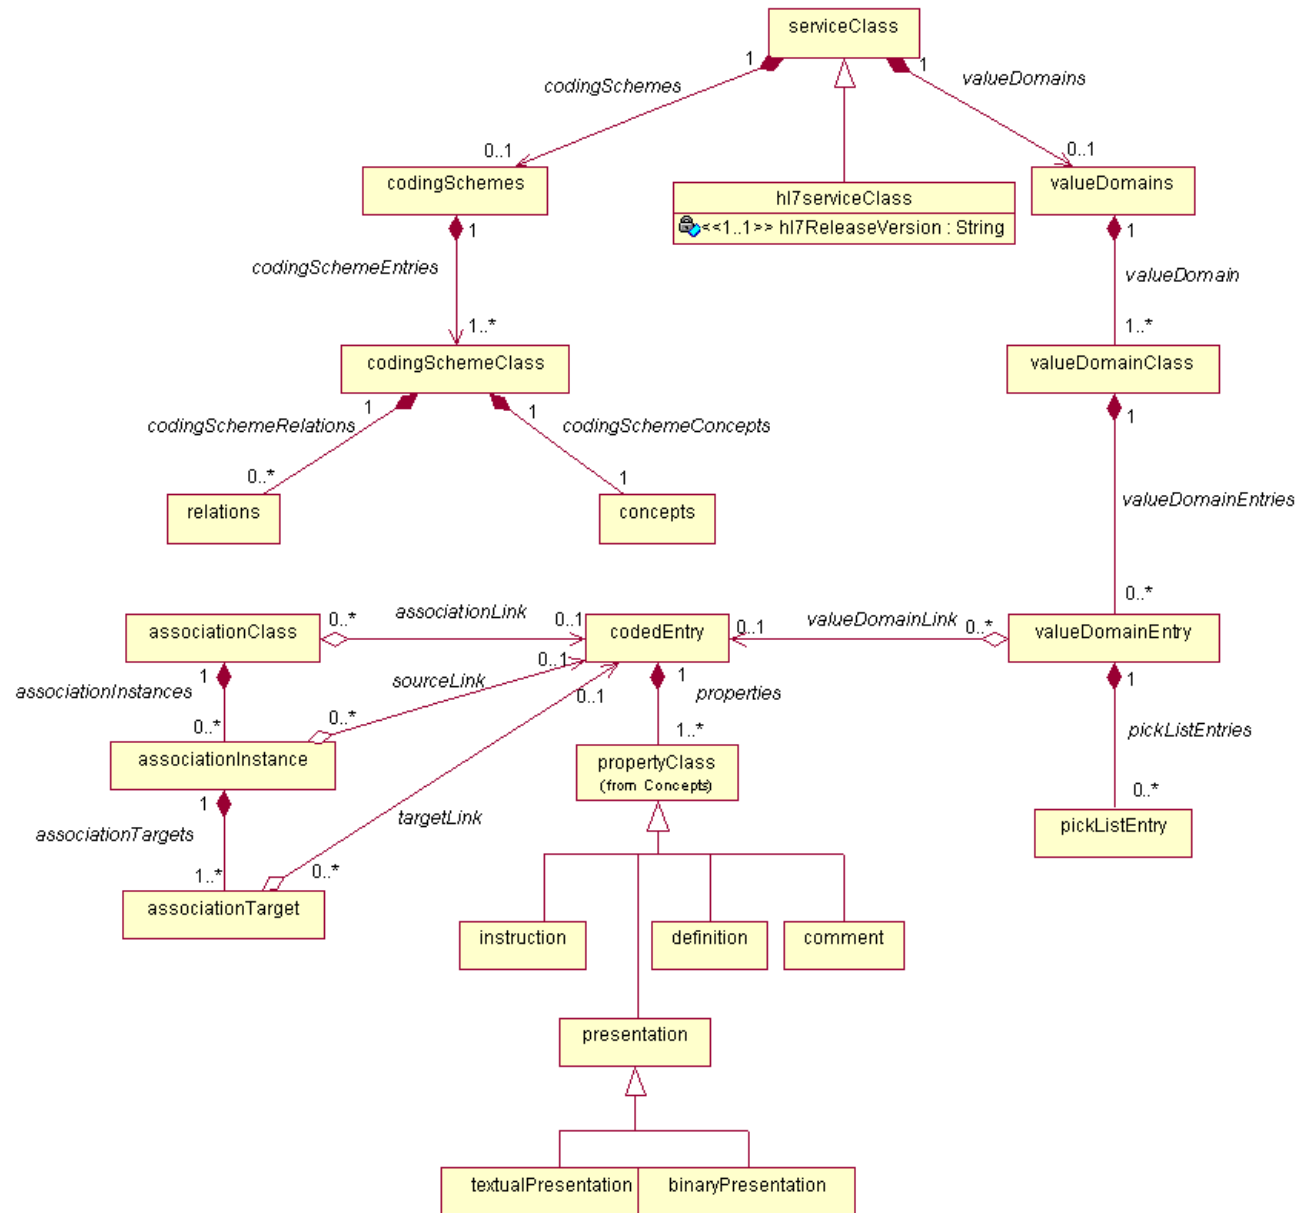 serviceClass
1
1
codingSchemes
valueDomains
0..1
0..1
codingSchemes
hl7serviceClass
valueDomains
<<1..1>> hl7ReleaseVersion : String
1
1
codingSchemeEntries
valueDomain
1..*
1..*
codingSchemeClass
valueDomainClass
1
1
1
codingSchemeRelations
codingSchemeConcepts
0..*
1
valueDomainEntries
relations
concepts
0..*
associationLink
0..1
0..1
valueDomainLink
0..*
0..*
associationClass
codedEntry
valueDomainEntry
1
0..1
1
1
associationInstances
sourceLink
0..1
properties
0..*
0..*
1..*
pickListEntries
associationInstance
propertyClass
(from Concepts)
0..*
1
targetLink
pickListEntry
associationTargets
1..*
0..*
associationTarget
instruction
definition
comment
presentation
textualPresentation
binaryPresentation